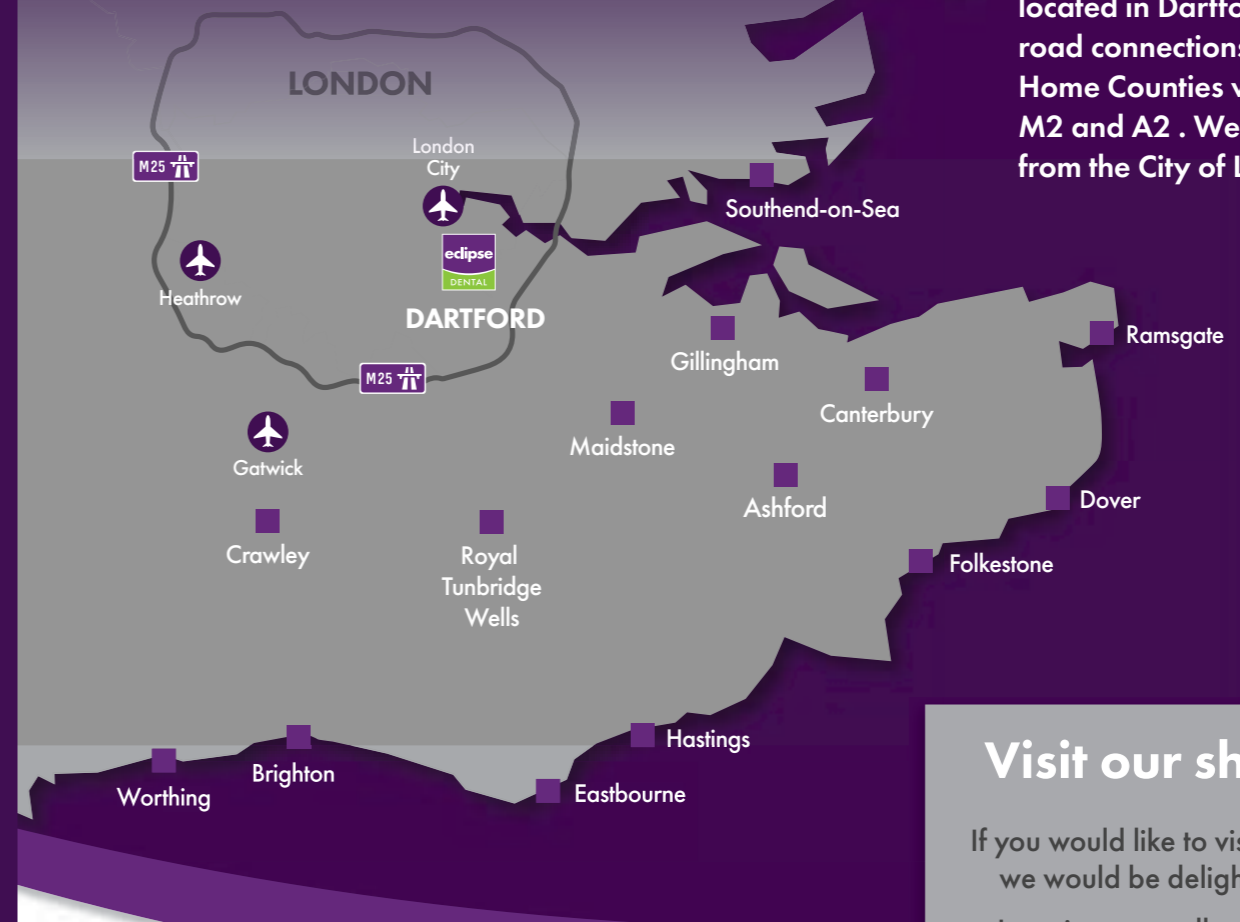 located in Dartfo
road connections
Home Counties v
M2 and A2 . We
from the City of L
LONDON
London
City
M25
Southend-on-Sea
eclipse
DENTAL
Heathrow
DARTFORD
Ramsgate
Gillingham
M25
Canterbury
Maidstone
Gatwick
Ashford
Dover
Crawley
Royal
Tunbridge
Wells
Folkestone
Hastings
Brighton
Worthing
Eastbourne
Visit our sh
If you would like to vis
we would be deligh